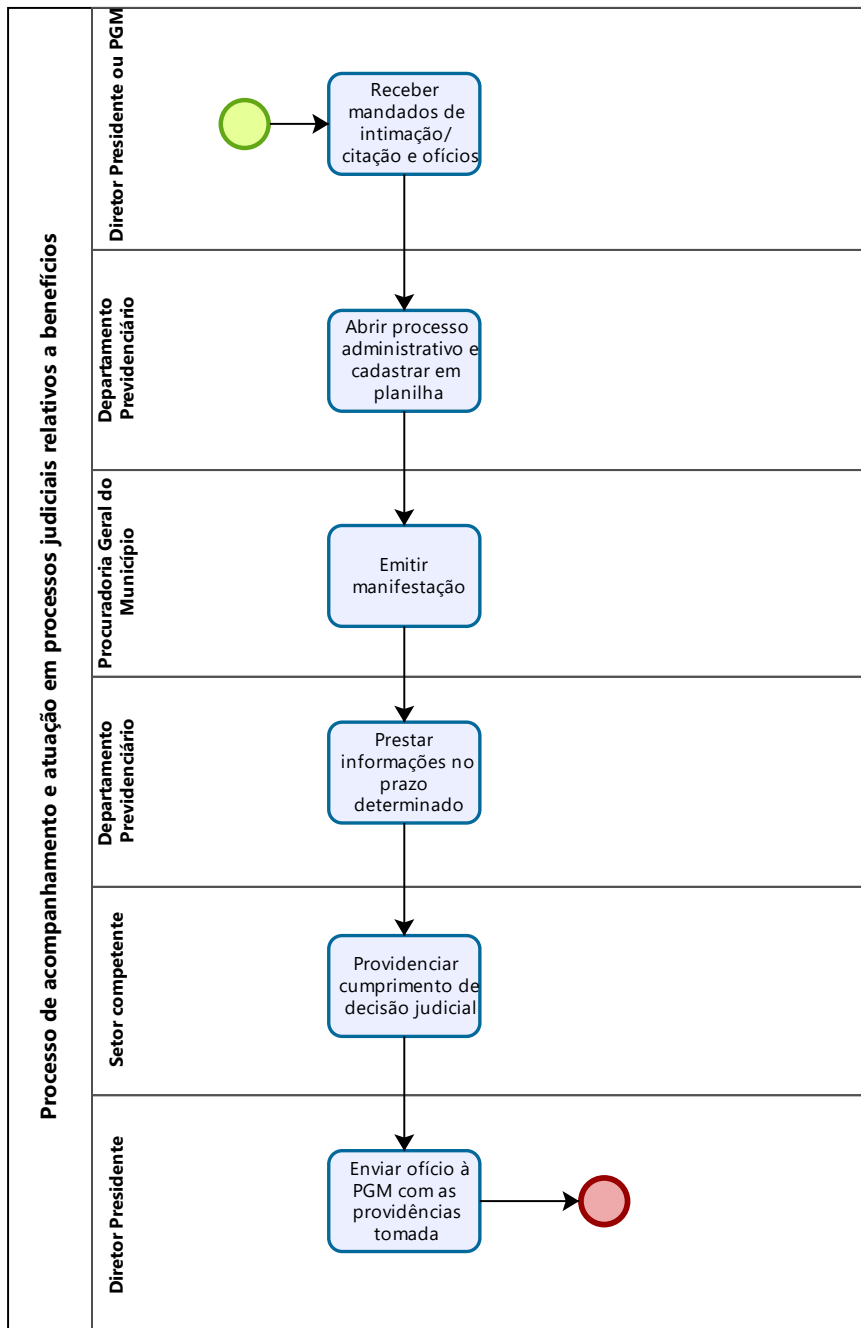 Processo de acompanhamento e atuação em processos judiciais relativos a benefícios
Diretor Presidente ou PGM
Receber
mandados de
intimação/
citação e ofícios
Departamento
Previdenciário
Abrir processo
administrativo e
cadastrar em
planilha
Procuradoria Geral do
Município
Emitir
manifestação
Departamento
Previdenciário
Prestar
informações no
prazo
determinado
Setor competente
Providenciar
cumprimento de
decisão judicial
Diretor Presidente
Enviar ofício à
PGM com as
providências
tomada